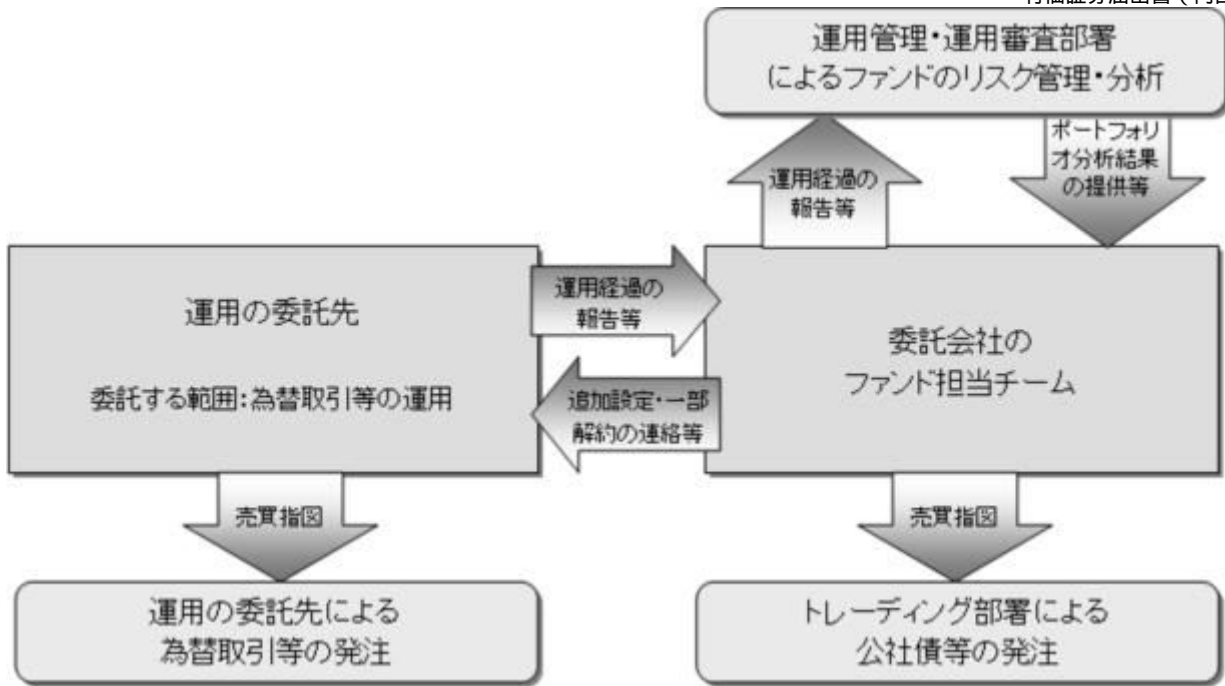 運用管理・運用審査部署
によるファンドのリスク管理・分析
運用経過の
報告等
ポートフォリ
オ分析結果
の提供等
運用の委託先
委託する範囲:為替取引等の運用
運用経過の
報告等
追加設定・一部
解約の連絡等
委託会社の
ファンド担当チーム
売買指図
売買指図
運用の委託先による
為替取引等の発注
トレーディング部署による
公社債等の発注